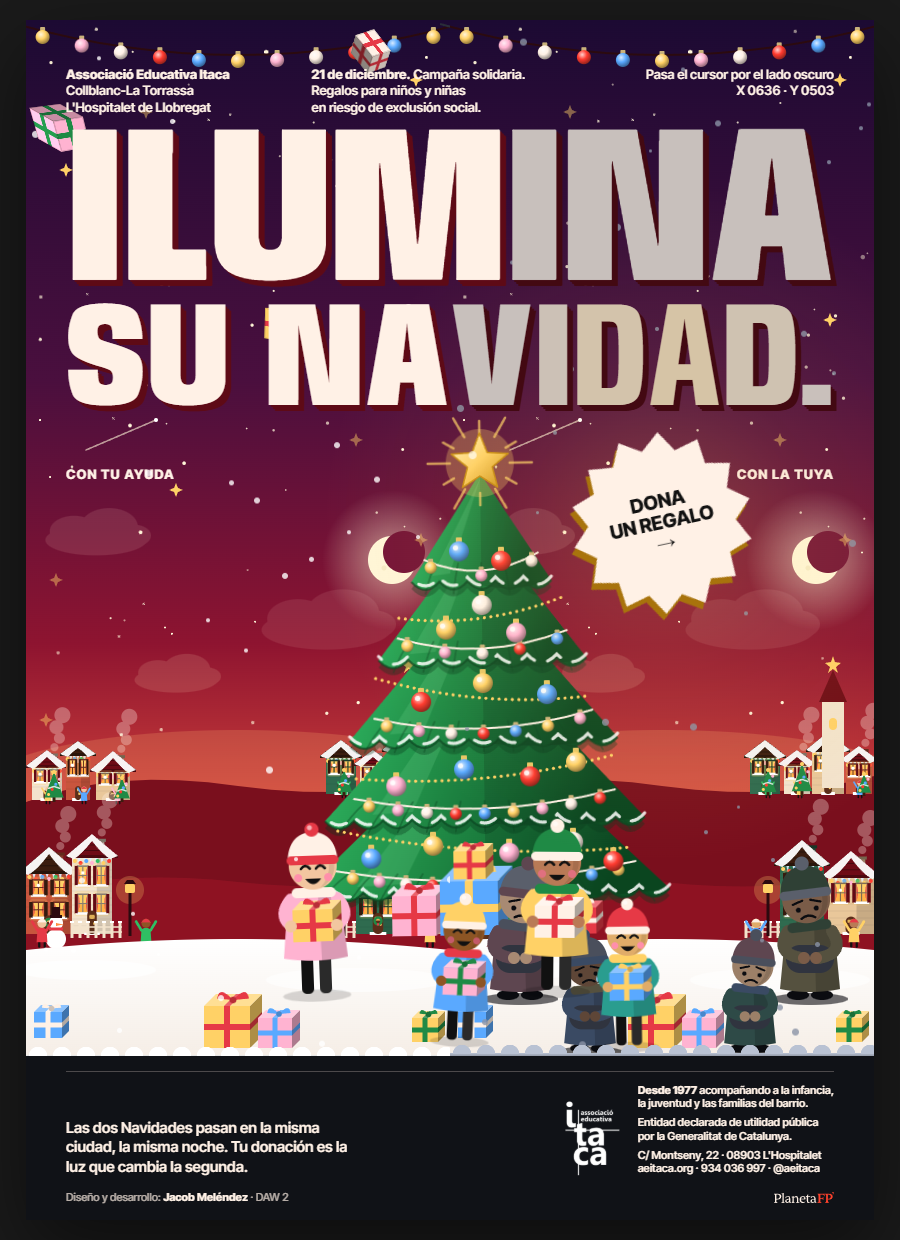 Associació Educativa Itaca
Collblanc-La Torrassa
L'Hospitalet de Llobregat
21 de diciembre. Campaña solidaria.
Regalos para niños y niñas
en riesgo de exclusión social.
Pasa el cursor por el lado oscuro
X 0636 · Y 0503
ILUMINA
SU NAVIDAD.
CON TU AYUDA
CON LA TUYA
DONA
UN REGALO
→
Las dos Navidades pasan en la misma
ciudad, la misma noche. Tu donación es la
luz que cambia la segunda.
Diseño y desarrollo: Jacob Meléndez · DAW 2
associació
educativa
itaca
Desde 1977 acompañando a la infancia,
la juventud y las familias del barrio.
Entidad declarada de utilidad pública
por la Generalitat de Catalunya.
C/ Montseny, 22 · 08903 L'Hospitalet
aeitaca.org · 934 036 997 · @aeitaca
PlanetaFP